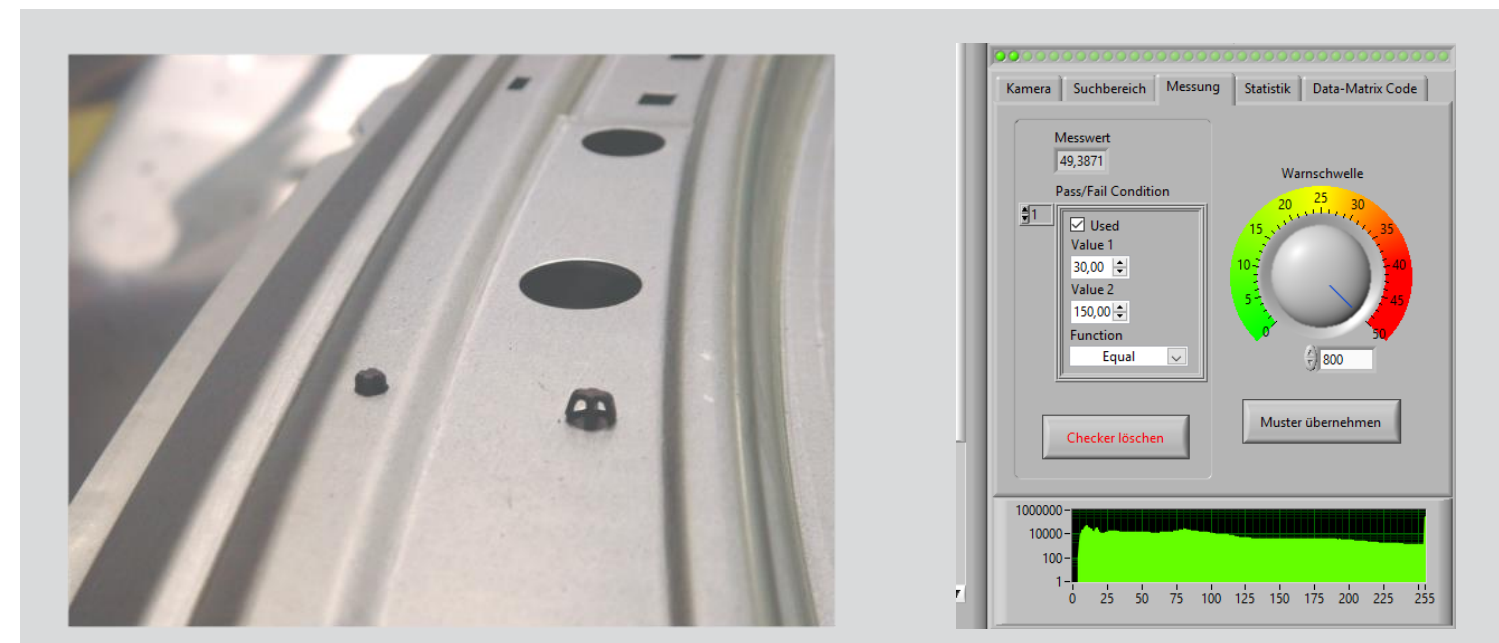 Kamera Suchbereich Messung Statistik Data-Matrix Code
Messwert
49,3871
Pass/Fail Condition
1
Used
Value 1
30,00
Value 2
150,00
Function
Equal
Checker löschen
Warnschwelle
0 5 10 15 20 25 30 35 40 45 50
800
Muster übernehmen
1000000
10000
100
1
0 25 50 75 100 125 150 175 200 225 255